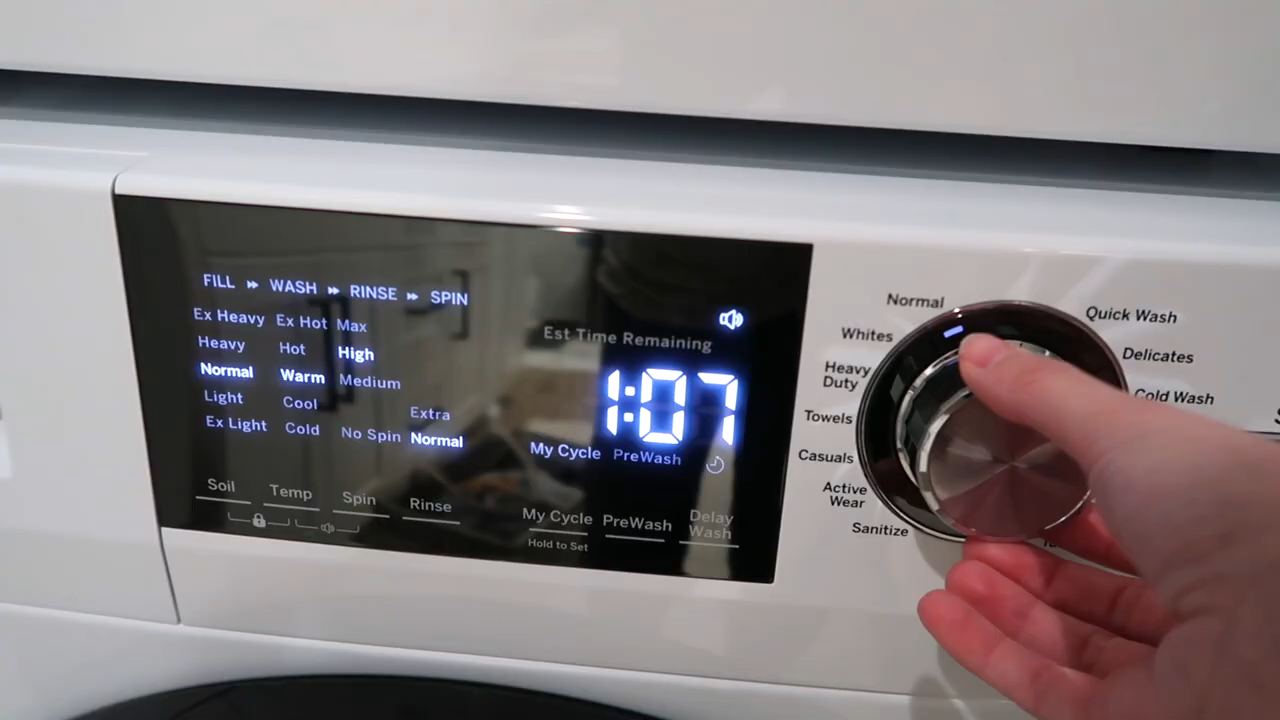 FILL WASH RINSE SPIN
Ex Heavy Ex Hot Max
Heavy Hot High
Normal Warm Medium
Light Cool Extra
Ex Light Cold No Spin Normal
Soil Temp Spin Rinse
Est Time Remaining
1:07
My Cycle PreWash
My Cycle PreWash Delay
Wash
Hold to Set
Normal
Whites
Heavy
Duty
Towels
Casuals
Active
Wear
Sanitize
Quick Wash
Delicates
Cold Wash